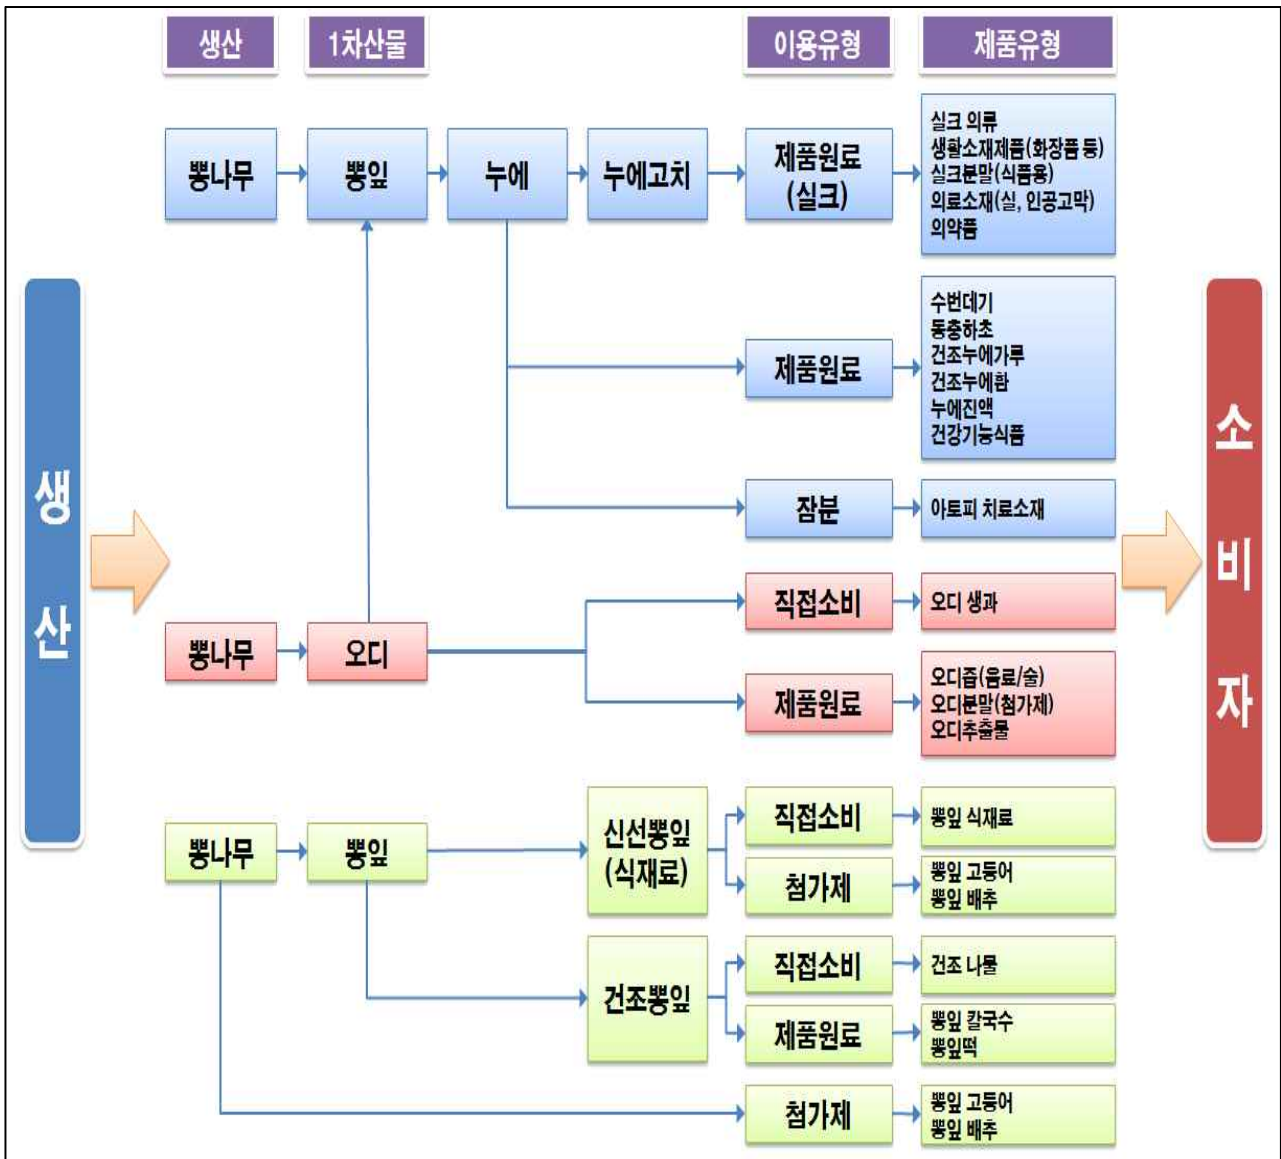 생산
1차산물
이용유형
제품유형
뽕나무
뽕잎
누에
누에고치
제품원료
(실크)
실크 의류
생활소재제품(화장품 등)
실크분말(식품용)
의료소재(실, 인공고막)
의약품
제품원료
수번데기
동충하초
건조누에가루
건조누에환
누에진액
건강기능식품
잠분
아토피 치료소재
생산
소비자
뽕나무
오디
직접소비
오디 생과
제품원료
오디즙(음료/술)
오디분말(첨가제)
오디추출물
뽕나무
뽕잎
신선뽕잎
(식재료)
직접소비
뽕잎 식재료
첨가제
뽕잎 고등어
뽕잎 배추
건조뽕잎
직접소비
건조 나물
제품원료
뽕잎 칼국수
뽕잎떡
첨가제
뽕잎 고등어
뽕잎 배추